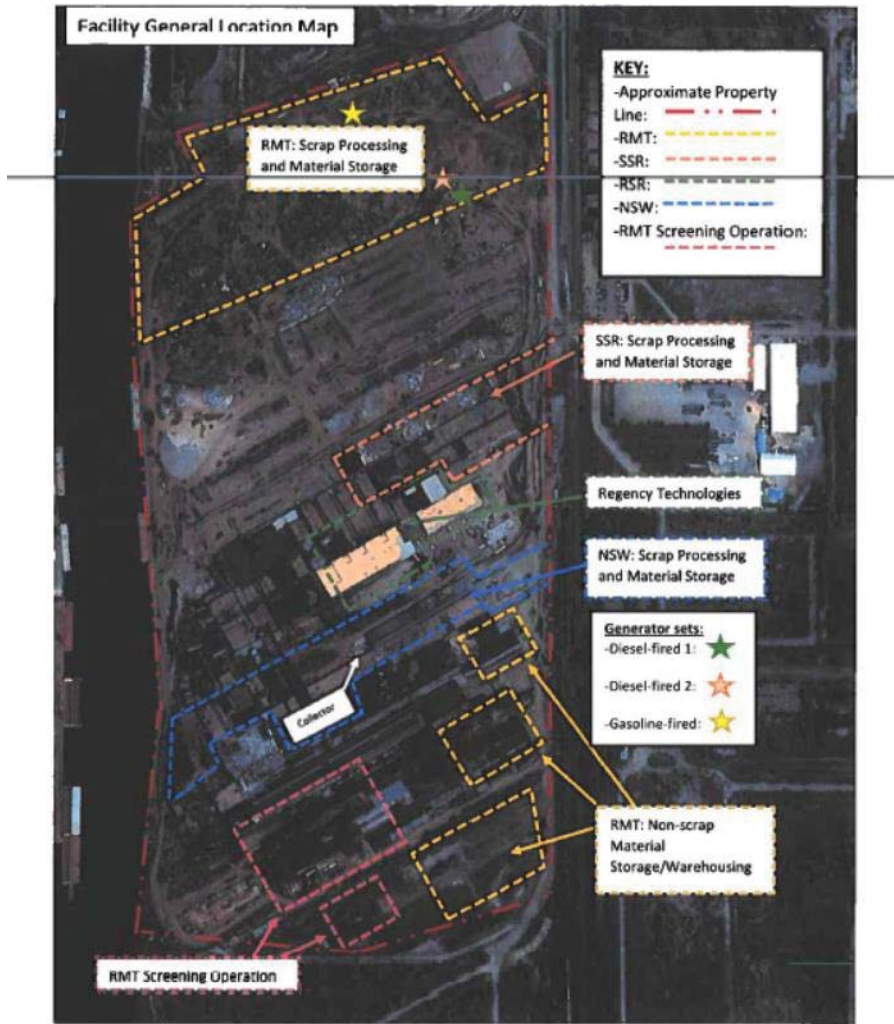 Facility General Location Map
KEY:
-Approximate Property
Line:
-RMT:
-SSR:
-RSR:
-NSW:
-RMT Screening Operation:
RMT: Scrap Processing
and Material Storage
SSR: Scrap Processing
and Material Storage
Regency Technologies
NSW: Scrap Processing
and Material Storage
Generator sets:
-Diesel-fired 1:
-Diesel-fired 2:
-Gasoline-fired:
Collector
RMT: Non-scrap
Material
Storage/Warehousing
RMT Screening Operation